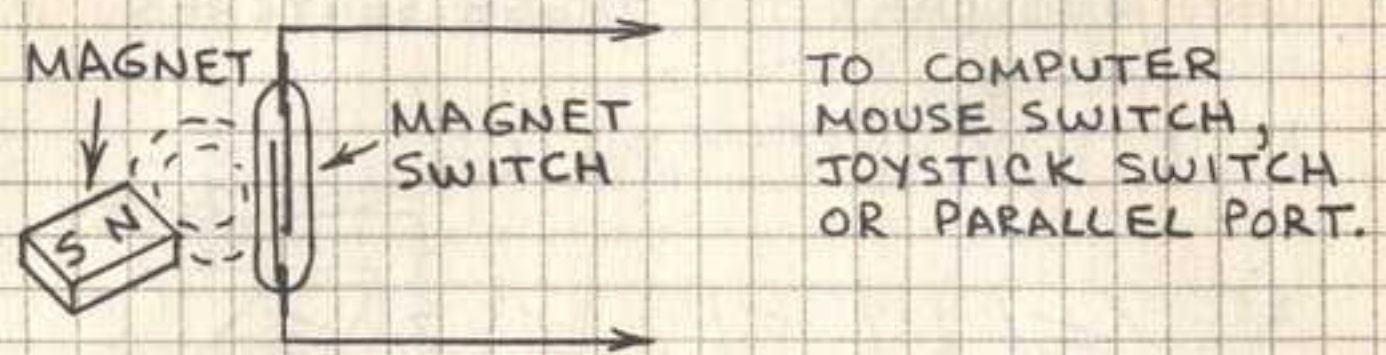 MAGNET
S N
MAGNET
SWITCH
TO COMPUTER
MOUSE SWITCH,
JOYSTICK SWITCH
OR PARALLEL PORT.